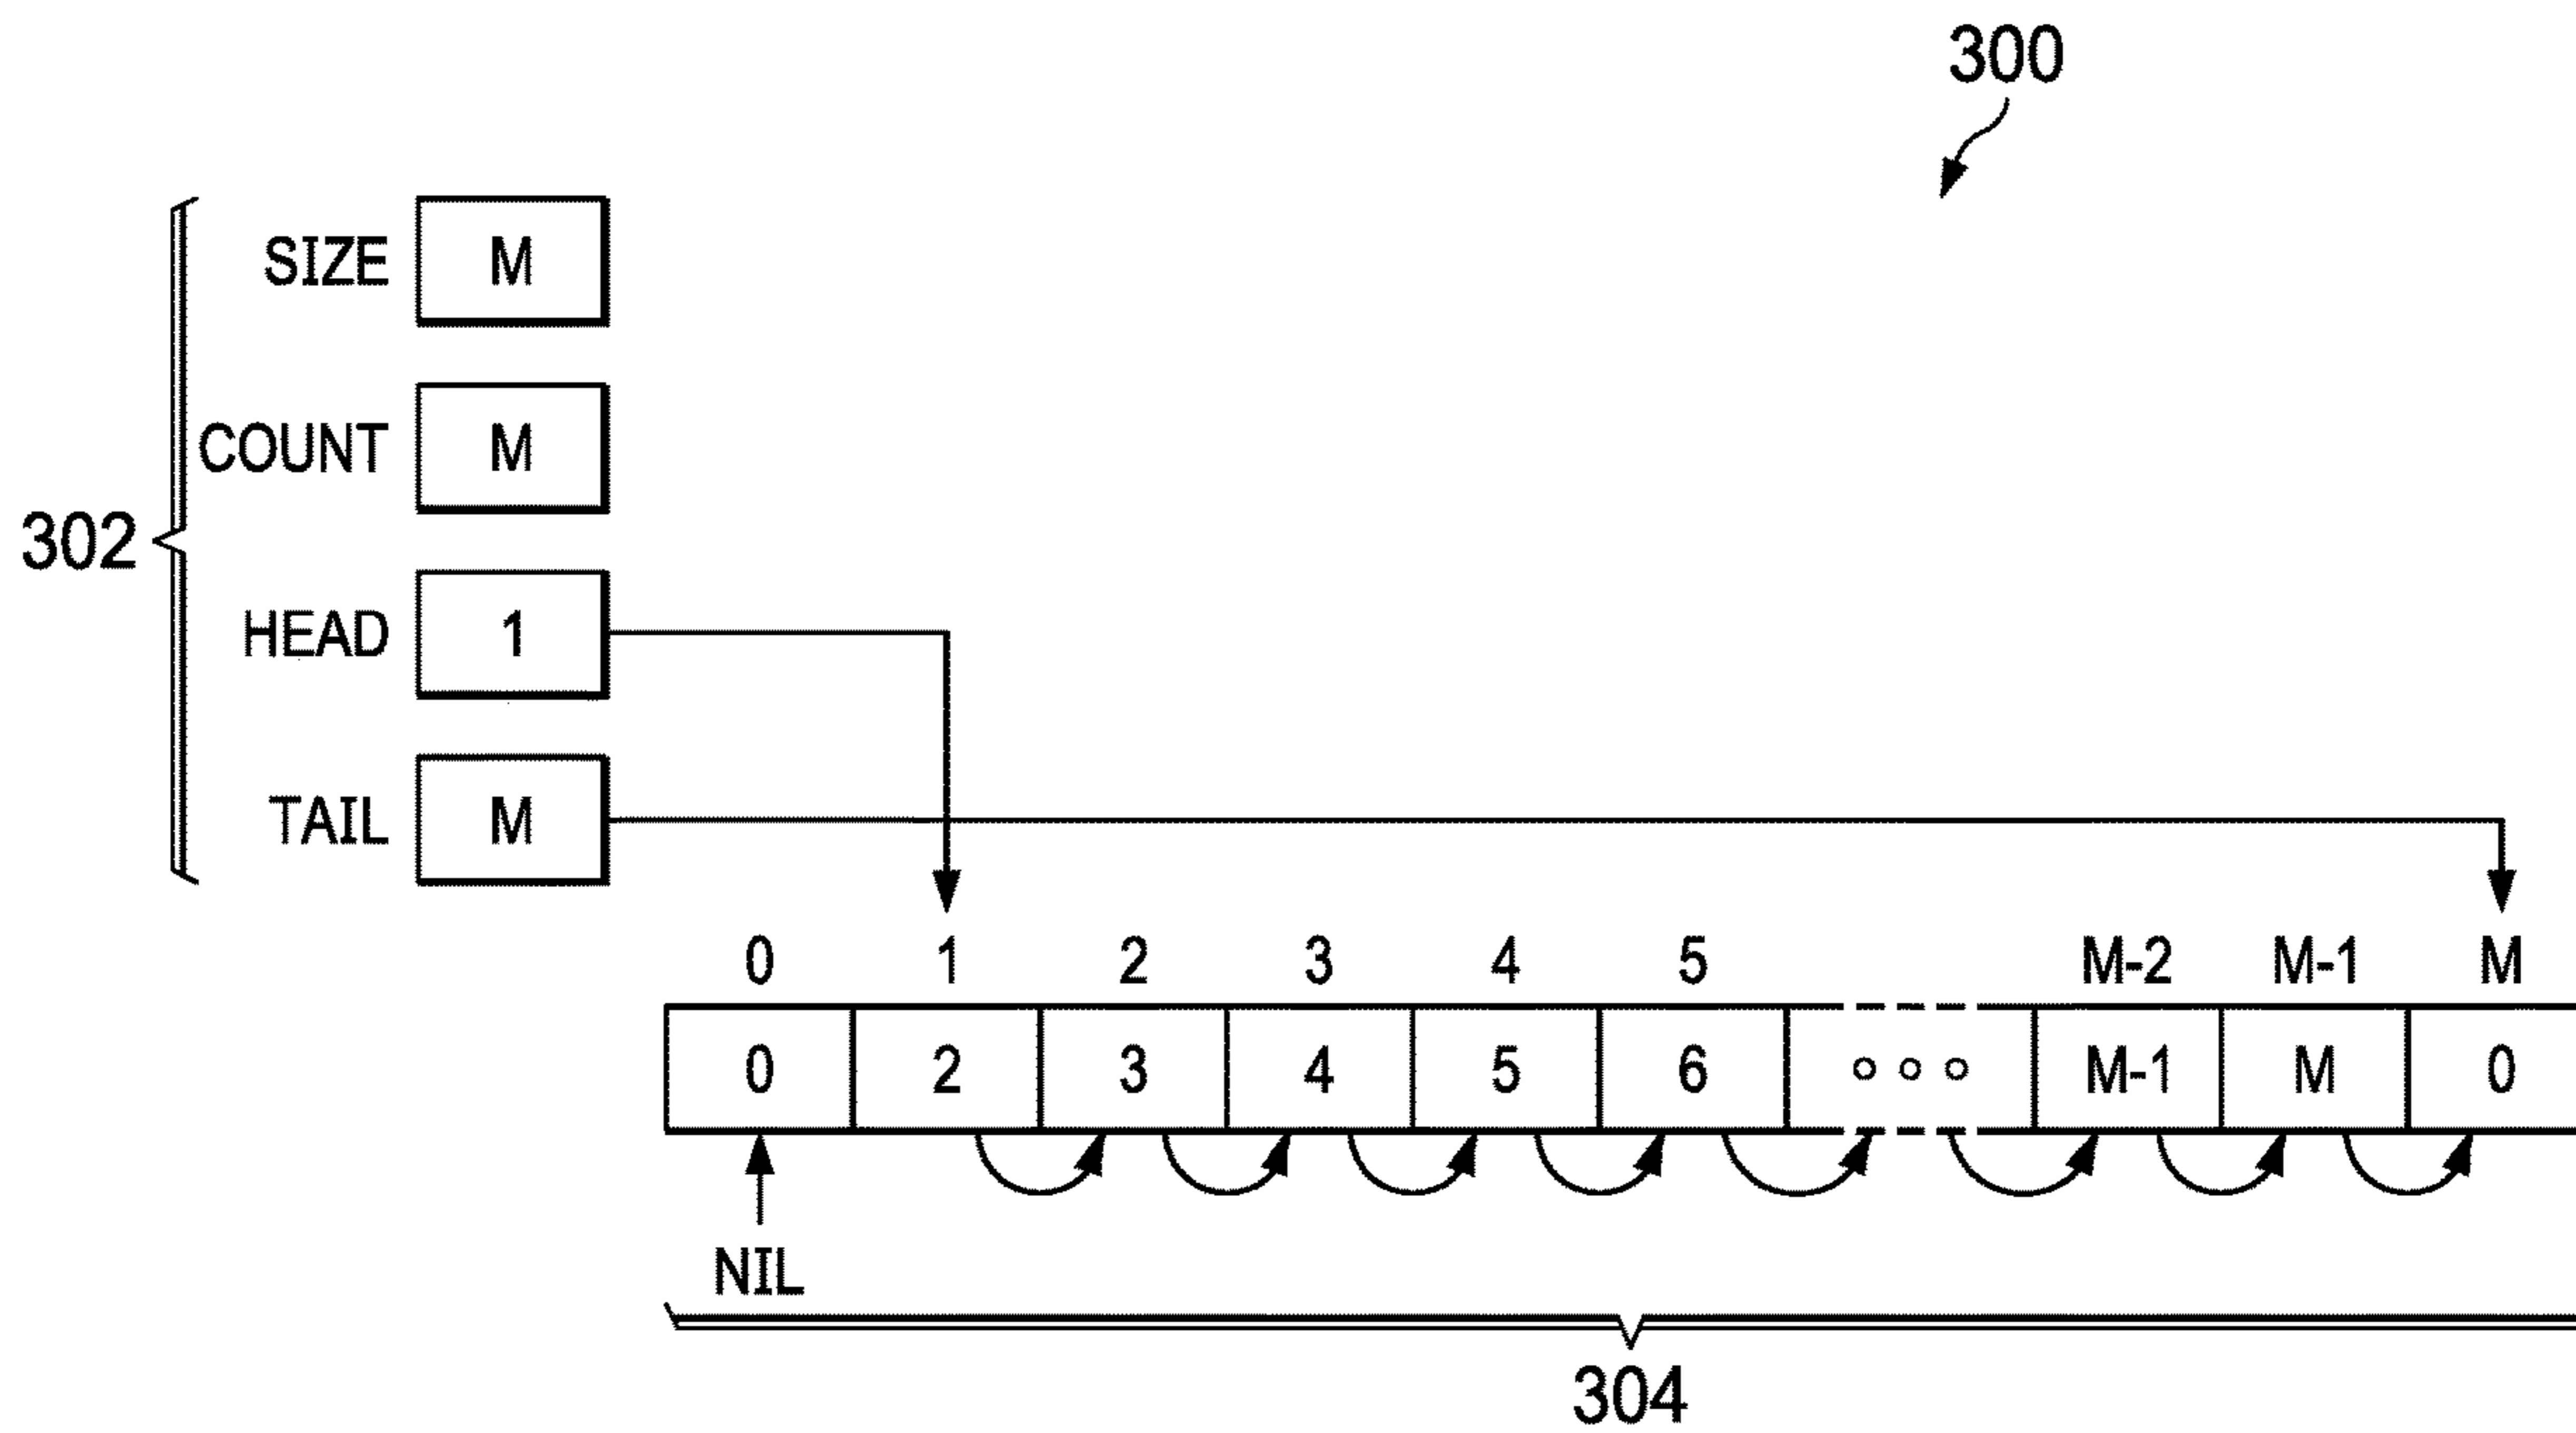 300
SIZE M
COUNT M
302
HEAD 1
TAIL M
0 1 2 3 4 5 M-2 M-1 M
0 2 3 4 5 6 M-1 M 0
NIL
304